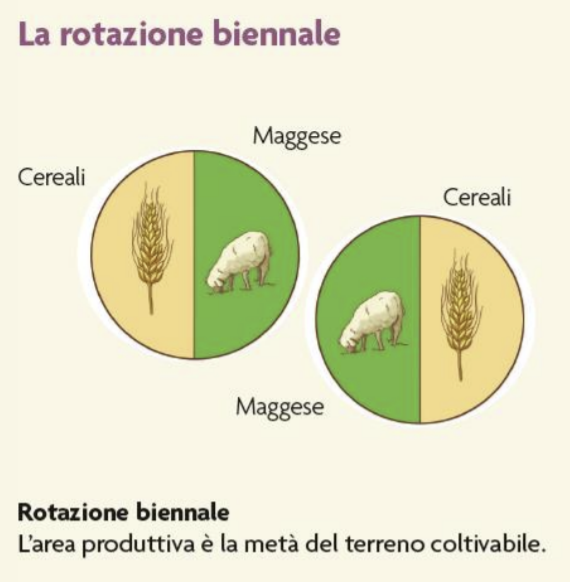 La rotazione biennale
Maggese
Cereali
Cereali
Maggese
Rotazione biennale
L'area produttiva è la metà del terreno coltivabile.